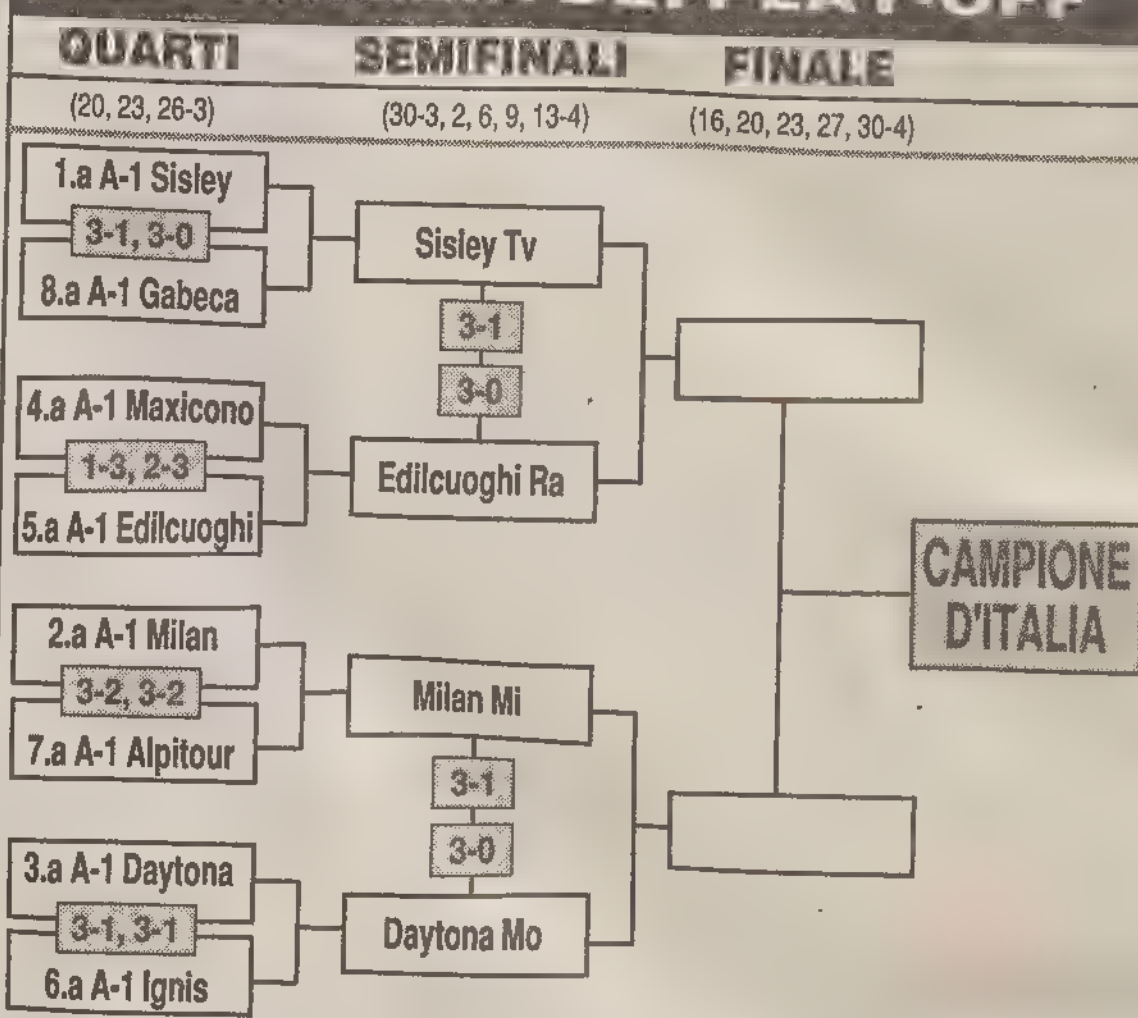 PLAY-OFF
QUARTI
SEMIFINALI
FINALE
(20, 23, 26-3)
(30-3, 2, 6, 9, 13-4)
(16, 20, 23, 27, 30-4)
1.a A-1 Sisley
3-1, 3-0
8.a A-1 Gabeca
4.a A-1 Maxicono
1-3, 2-3
5.a A-1 Edilcuoghi
2.a A-1 Milan
3-2, 3-2
7.a A-1 Alpitour
3.a A-1 Daytona
3-1, 3-1
6.a A-1 Ignis
Sisley Tv
3-1
3-0
Edilcuoghi Ra
Milan Mi
3-1
3-0
Daytona Mo
CAMPIONE
D'ITALIA